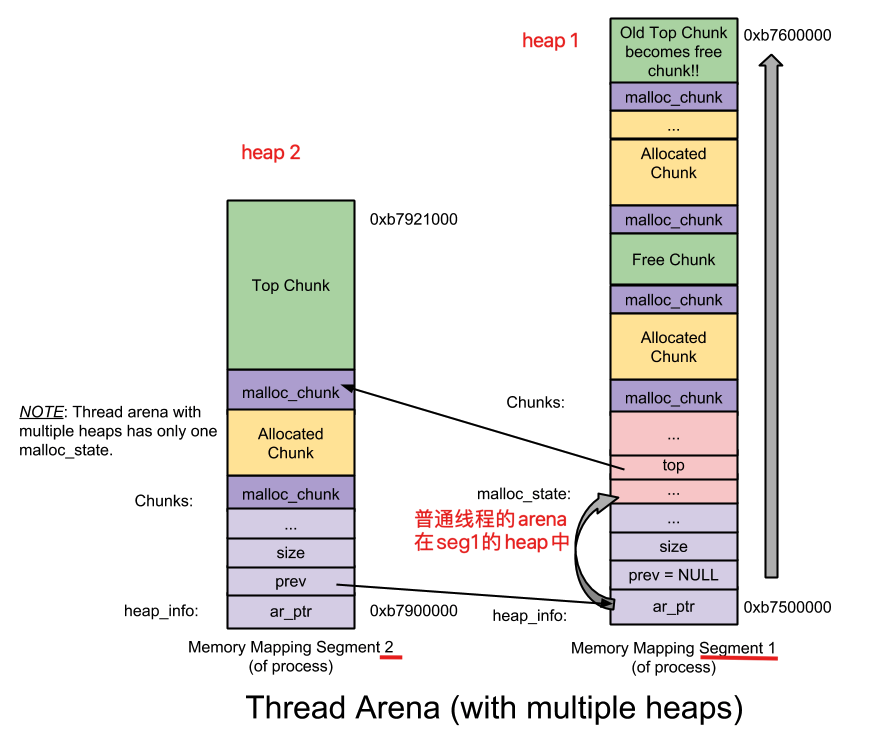 heap 1
Old Top Chunk
becomes free
chunk!!
0xb7600000
malloc_chunk
...
Allocated
Chunk
malloc_chunk
Free Chunk
malloc_chunk
Allocated
Chunk
malloc_chunk
Chunks:
...
top
malloc_state:
...
普通线程的arena
在seg1的heap中
...
size
prev = NULL
heap_info:
ar_ptr
0xb7500000
Memory Mapping Segment 1
(of process)
heap 2
0xb7921000
Top Chunk
malloc_chunk
NOTE: Thread arena with
multiple heaps has only one
malloc_state.
Allocated
Chunk
Chunks:
malloc_chunk
...
size
prev
heap_info:
ar_ptr
0xb7900000
Memory Mapping Segment 2
(of process)
Thread Arena (with multiple heaps)